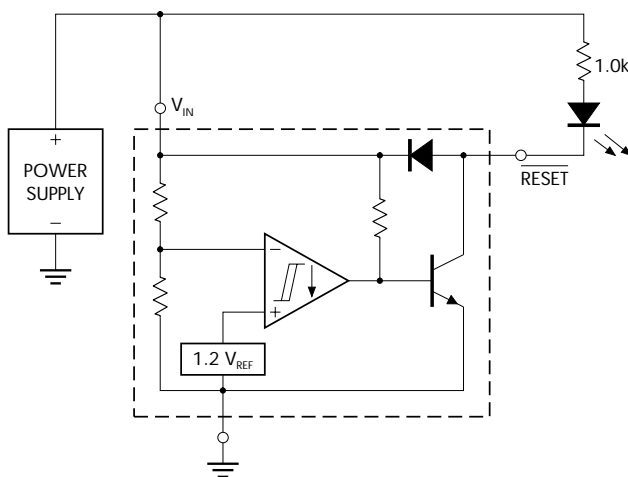 1.0k
V_IN
+
POWER
SUPPLY
−
RESET
−
+
1.2 V_REF